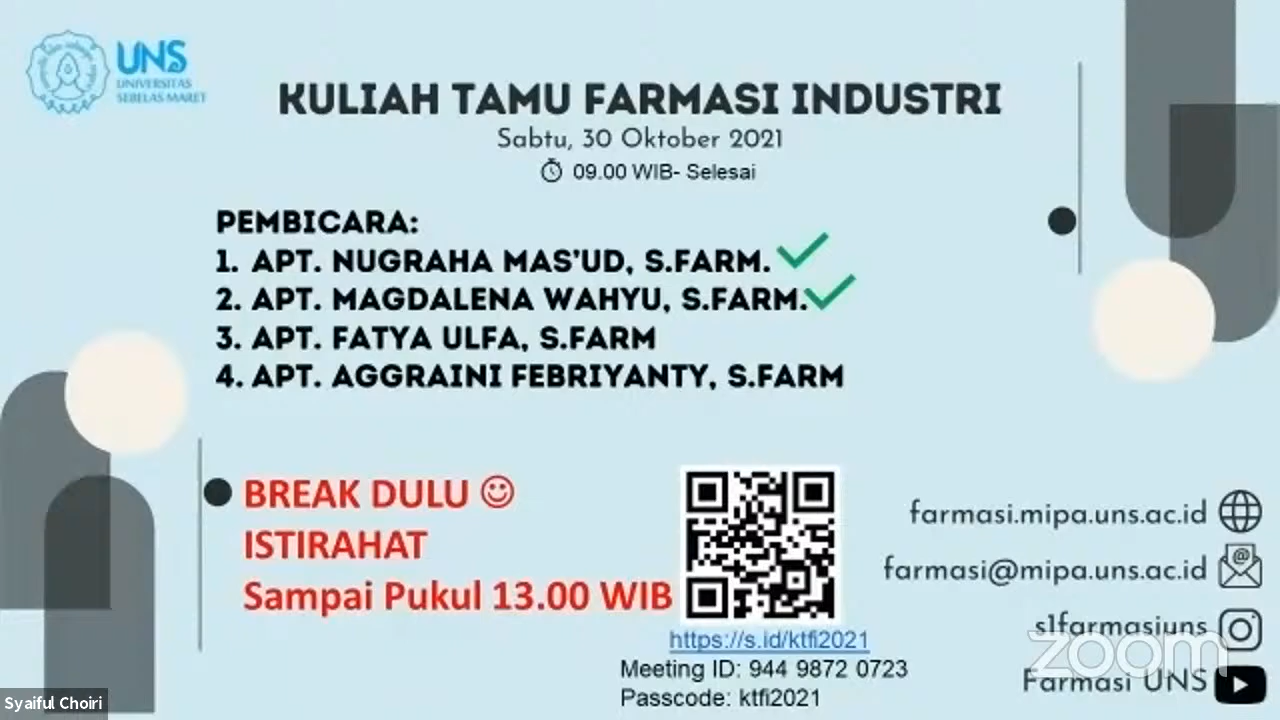 UNS
UNIVERSITAS
SEBELAS MARET
KULIAH TAMU FARMASI INDUSTRI
Sabtu, 30 Oktober 2021
09.00 WIB- Selesai
PEMBICARA:
1. APT. NUGRAHA MAS'UD, S.FARM.
2. APT. MAGDALENA WAHYU, S.FARM.
3. APT. FATYA ULFA, S.FARM
4. APT. AGGRAINI FEBRIYANTY, S.FARM
BREAK DULU ☺
ISTIRAHAT
Sampai Pukul 13.00 WIB
https://s.id/ktfi2021
Meeting ID: 944 9872 0723
Passcode: ktfi2021
farmasi.mipa.uns.ac.id
farmasi@mipa.uns.ac.id
s1farmasiuns
Farmasi UNS
zoom
Syaiful Choiri